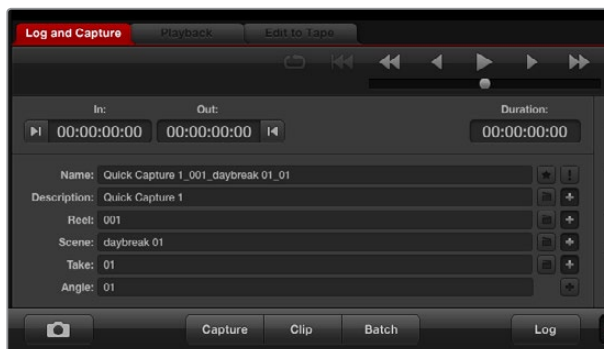 Log and Capture Playback Edit to Tape
In: Out: Duration:
00:00:00:00 00:00:00:00 00:00:00:00
Name: Quick Capture 1_001_daybreak 01_01
Description: Quick Capture 1
Reel: 001
Scene: daybreak 01
Take: 01
Angle: 01
Capture Clip Batch Log